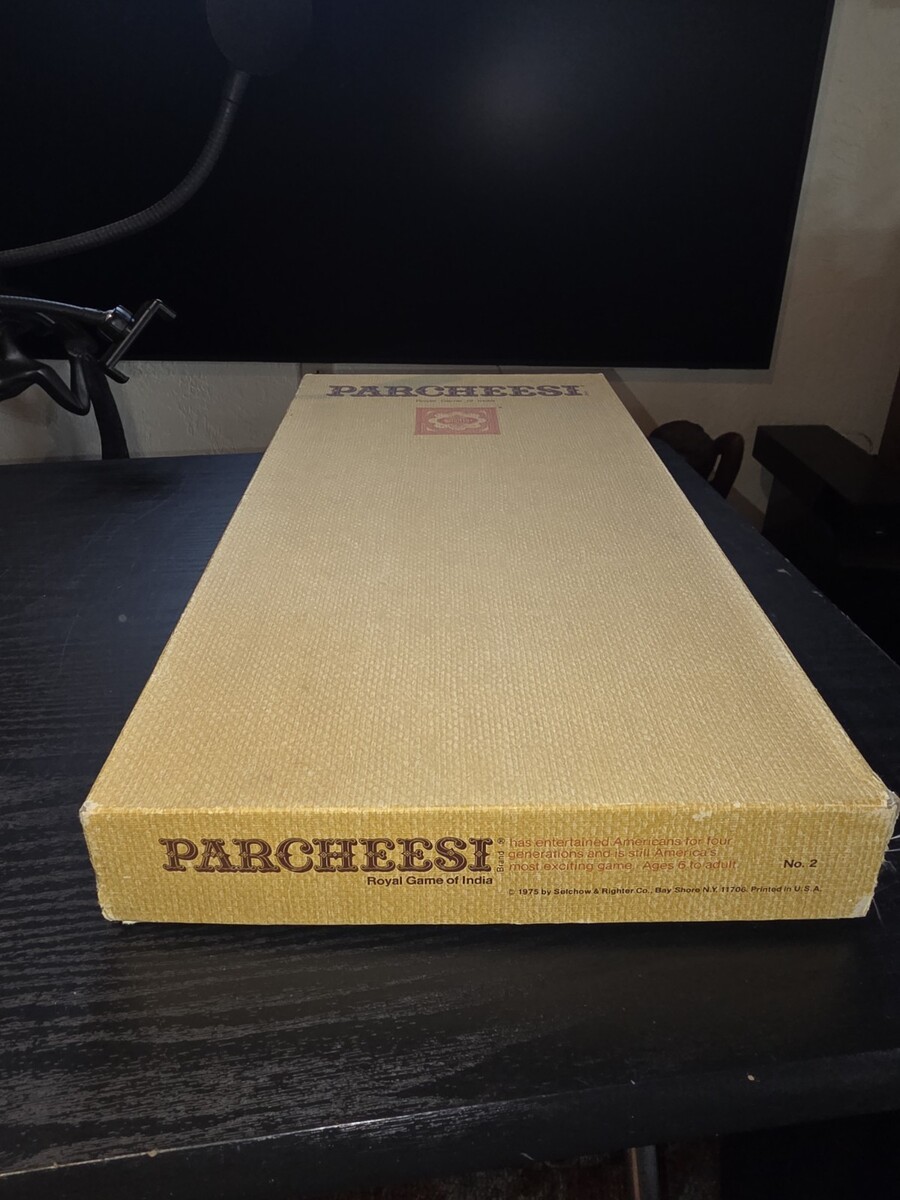 PARCHEESI
Royal Game of India
PARCHEESI
Brand ®
Royal Game of India
has entertained Americans for four
generations and is still America's
most exciting game. Ages 6 to adult.
No. 2
© 1975 by Selchow & Righter Co., Bay Shore N.Y. 11706. Printed in U.S.A.